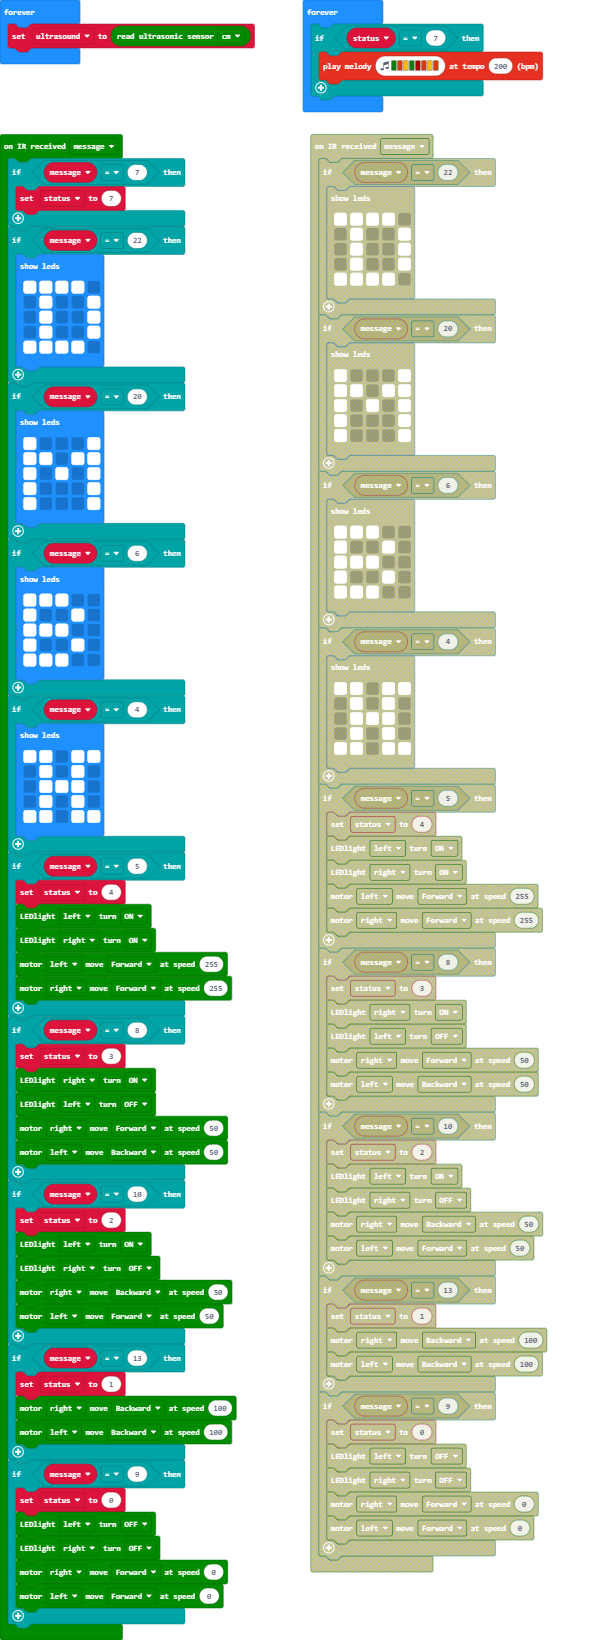 forever
set ultrasound to read ultrasonic sensor cm
forever
if status = 7 then
play melody at tempo 200 (bpm)
on IR received message
if message = 7 then
set status to 7
if message = 22 then
show leds
if message = 20 then
show leds
if message = 6 then
show leds
if message = 4 then
show leds
if message = 5 then
set status to 4
LEDlight left turn ON
LEDlight right turn ON
motor left move Forward at speed 255
motor right move Forward at speed 255
if message = 8 then
set status to 3
LEDlight right turn ON
LEDlight left turn OFF
motor right move Forward at speed 50
motor left move Backward at speed 50
if message = 10 then
set status to 2
LEDlight left turn ON
LEDlight right turn OFF
motor right move Backward at speed 50
motor left move Forward at speed 50
if message = 13 then
set status to 1
motor right move Backward at speed 100
motor left move Backward at speed 100
if message = 9 then
set status to 0
LEDlight left turn OFF
LEDlight right turn OFF
motor right move Forward at speed 0
motor left move Forward at speed 0
on IR received message
if message = 22 then
show leds
if message = 20 then
show leds
if message = 6 then
show leds
if message = 4 then
show leds
if message = 5 then
set status to 4
LEDlight left turn ON
LEDlight right turn ON
motor left move Forward at speed 255
motor right move Forward at speed 255
if message = 8 then
set status to 3
LEDlight right turn ON
LEDlight left turn OFF
motor right move Forward at speed 50
motor left move Backward at speed 50
if message = 10 then
set status to 2
LEDlight left turn ON
LEDlight right turn OFF
motor right move Backward at speed 50
motor left move Forward at speed 50
if message = 13 then
set status to 1
motor right move Backward at speed 100
motor left move Backward at speed 100
if message = 9 then
set status to 0
LEDlight left turn OFF
LEDlight right turn OFF
motor right move Forward at speed 0
motor left move Forward at speed 0